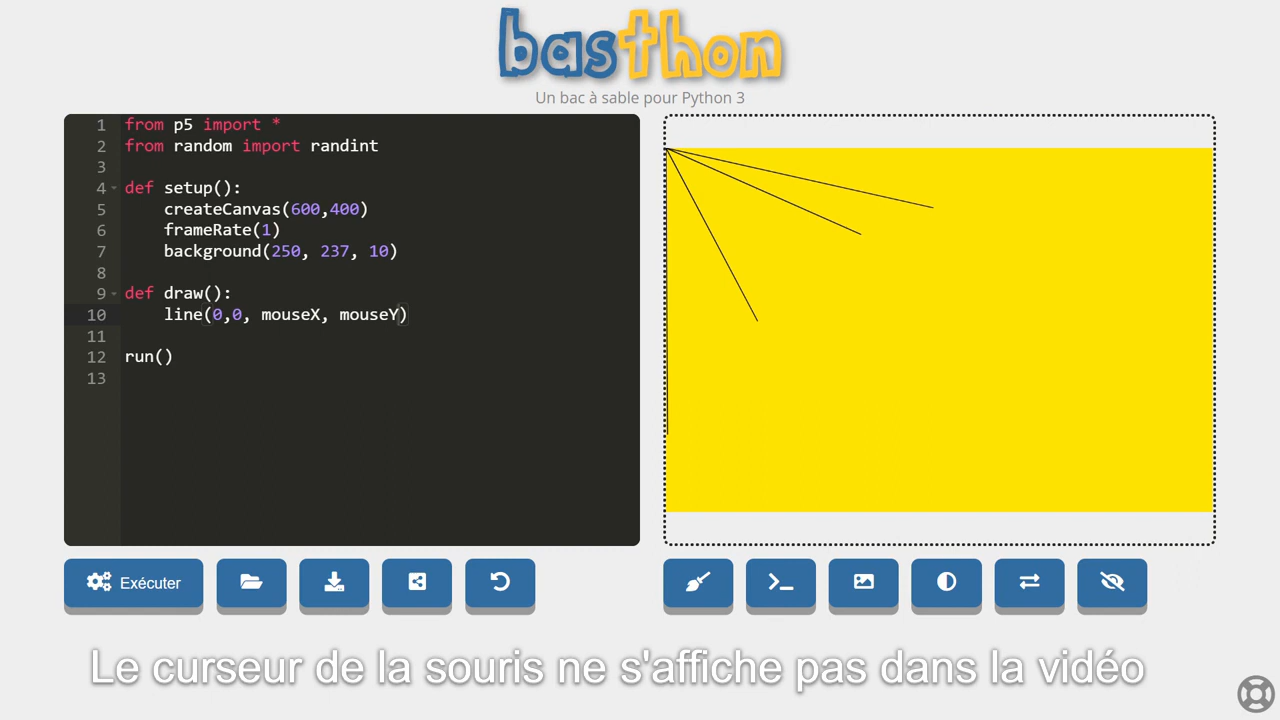 basthon
Un bac à sable pour Python 3
1 from p5 import *
2 from random import randint
3
4 def setup():
5     createCanvas(600,400)
6     frameRate(1)
7     background(250, 237, 10)
8
9 def draw():
10     line(0,0, mouseX, mouseY)
11
12 run()
13
Exécuter
Le curseur de la souris ne s'affiche pas dans la vidéo